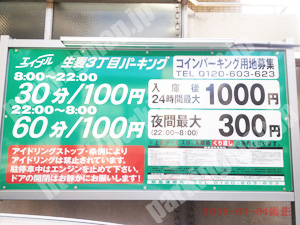 エイブル 生麦3丁目パーキング
8:00〜22:00
30分/100円
22:00〜8:00
60分/100円
アイドリングストップ・条例により
アイドリングは禁止されています。
駐停車中はエンジンを止めて下さい。
ドアの開閉はお静かにお願いします!
コインパーキング用地募集
TEL 0120-603-623
入庫後
24時間最大 1000円
夜間最大 300円
(22:00〜8:00)